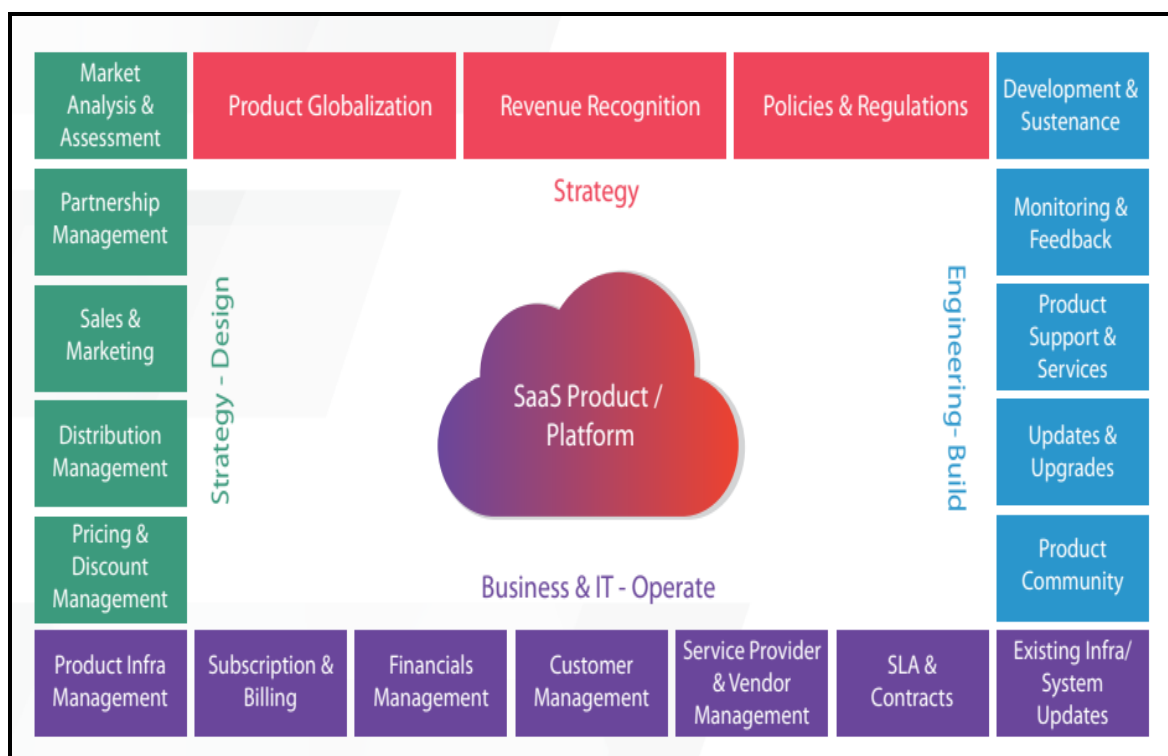 Market
Analysis &
Assessment
Product Globalization
Revenue Recognition
Policies & Regulations
Development &
Sustenance
Strategy
Partnership
Management
Monitoring &
Feedback
Sales &
Marketing
Strategy - Design
SaaS Product /
Platform
Engineering- Build
Product
Support &
Services
Distribution
Management
Updates &
Upgrades
Pricing &
Discount
Management
Business & IT - Operate
Product
Community
Product Infra
Management
Subscription &
Billing
Financials
Management
Customer
Management
Service Provider
& Vendor
Management
SLA &
Contracts
Existing Infra/
System
Updates